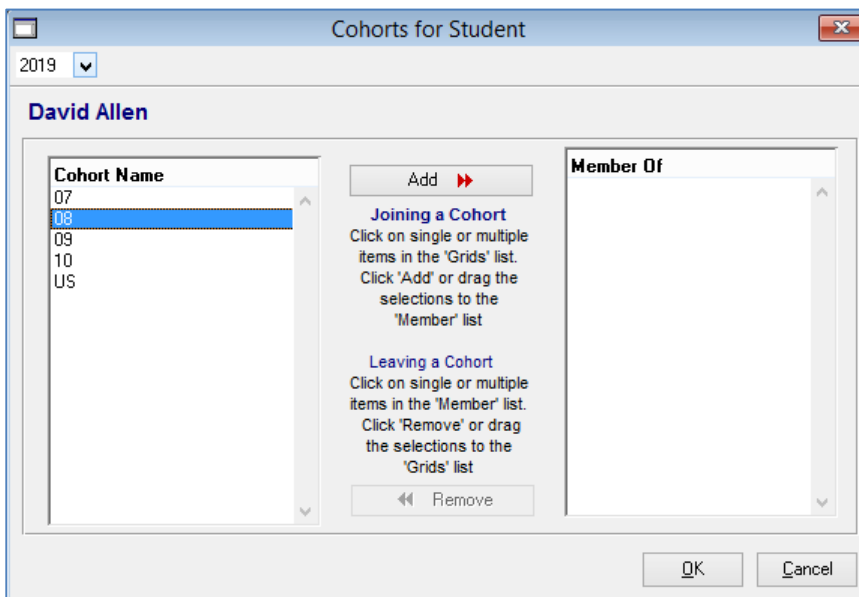 Cohorts for Student
2019
David Allen
Cohort Name
07
08
09
10
US
Add
Joining a Cohort
Click on single or multiple
items in the 'Grids' list.
Click 'Add' or drag the
selections to the
'Member' list
Leaving a Cohort
Click on single or multiple
items in the 'Member' list.
Click 'Remove' or drag
the selections to the
'Grids' list
Remove
Member Of
OK
Cancel